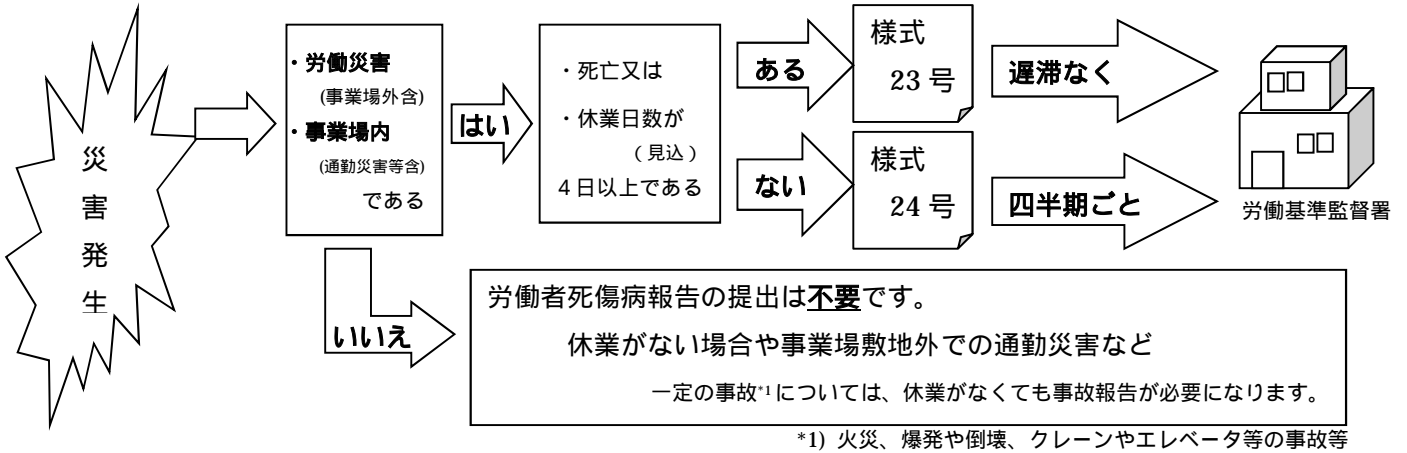 災害発生
・労働災害
(事業場外含)
・事業場内
(通勤災害等含)
である
はい
・死亡又は
・休業日数が
（見込）
４日以上である
ある
様式
23 号
遅滞なく
ない
様式
24 号
四半期ごと
労働基準監督署
いいえ
労働者死傷病報告の提出は不要です。
休業がない場合や事業場敷地外での通勤災害など
一定の事故*1については、休業がなくても事故報告が必要になります。
*1) 火災、爆発や倒壊、クレーンやエレベータ等の事故等